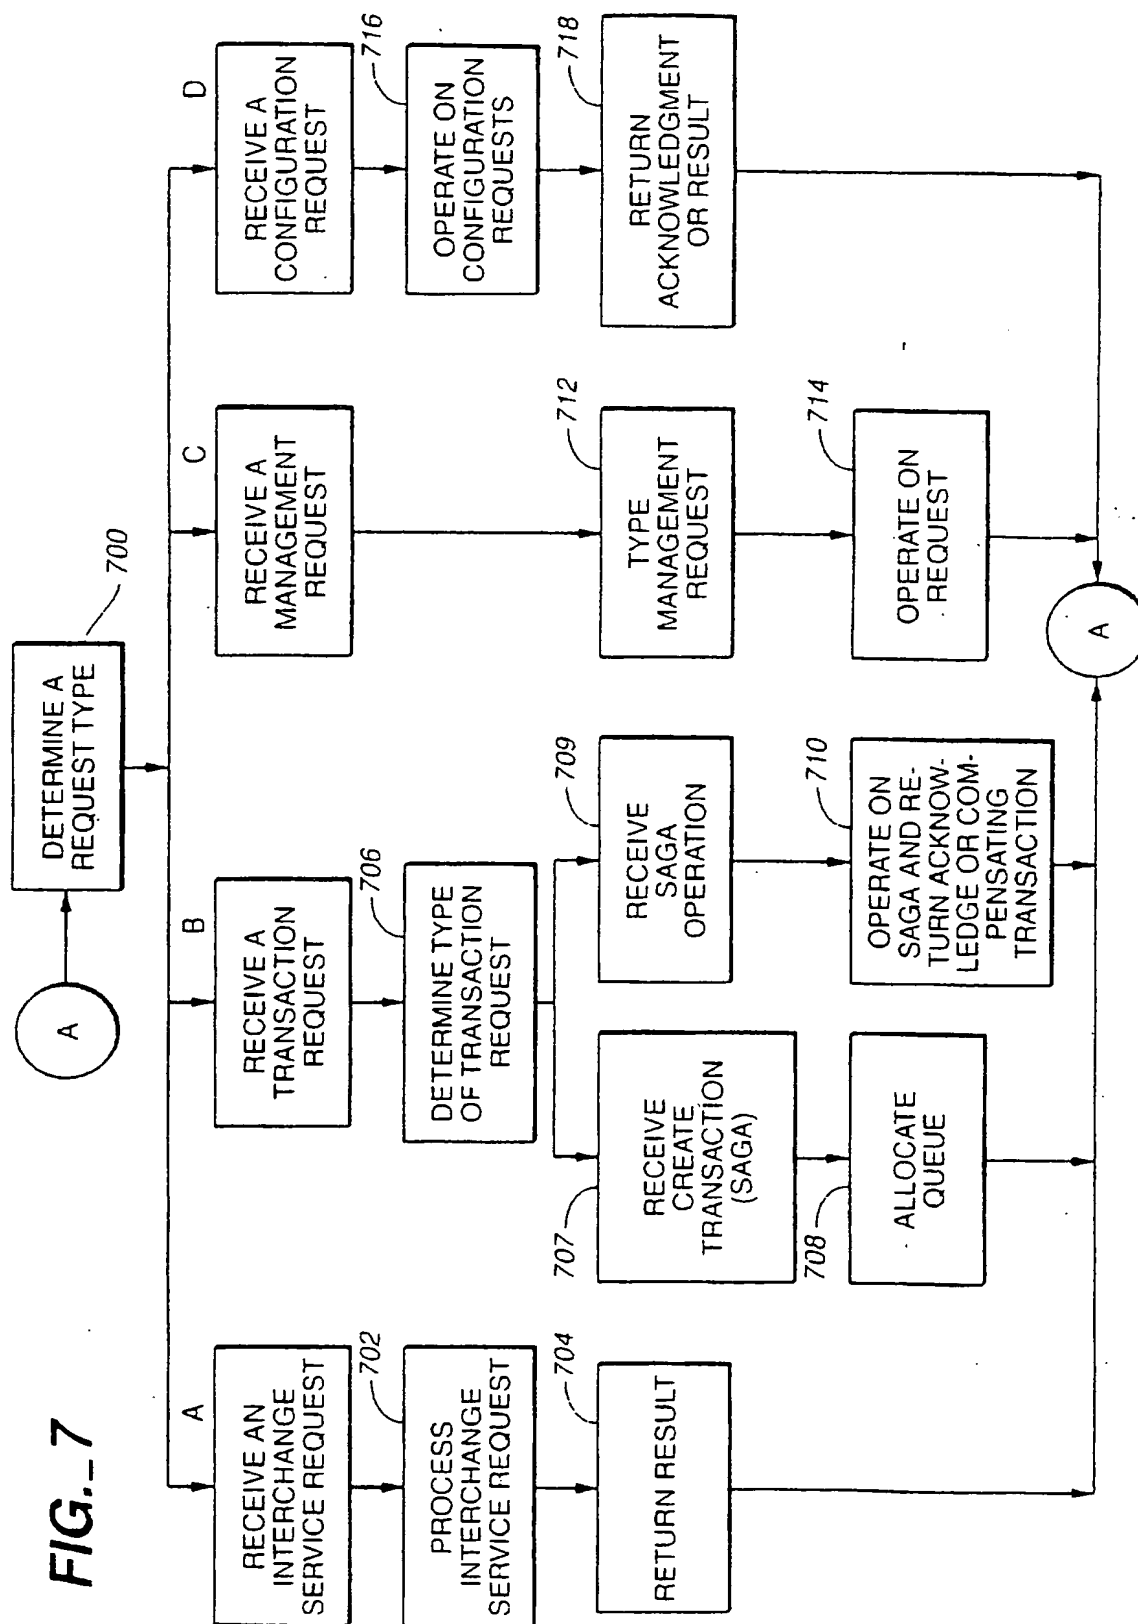 FIG._7
A
DETERMINE A
REQUEST TYPE
700
A
RECEIVE AN
INTERCHANGE
SERVICE REQUEST
702
PROCESS
INTERCHANGE
SERVICE REQUEST
704
RETURN RESULT
B
RECEIVE A
TRANSACTION
REQUEST
706
DETERMINE TYPE
OF TRANSACTION
REQUEST
707
RECEIVE
CREATE
TRANSACTION
(SAGA)
708
ALLOCATE
QUEUE
709
RECEIVE
SAGA
OPERATION
710
OPERATE ON
SAGA AND RE-
TURN ACKNOW-
LEDGE OR COM-
PENSATING
TRANSACTION
C
RECEIVE A
MANAGEMENT
REQUEST
712
TYPE
MANAGEMENT
REQUEST
714
OPERATE ON
REQUEST
D
RECEIVE A
CONFIGURATION
REQUEST
716
OPERATE ON
CONFIGURATION
REQUESTS
718
RETURN
ACKNOWLEDGMENT
OR RESULT
A